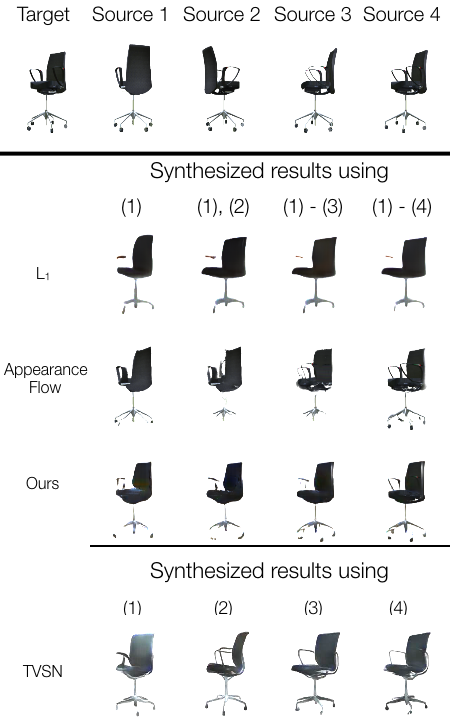 Target Source 1 Source 2 Source 3 Source 4
Synthesized results using
(1) (1), (2) (1) - (3) (1) - (4)
L₁
Appearance
Flow
Ours
Synthesized results using
(1) (2) (3) (4)
TVSN